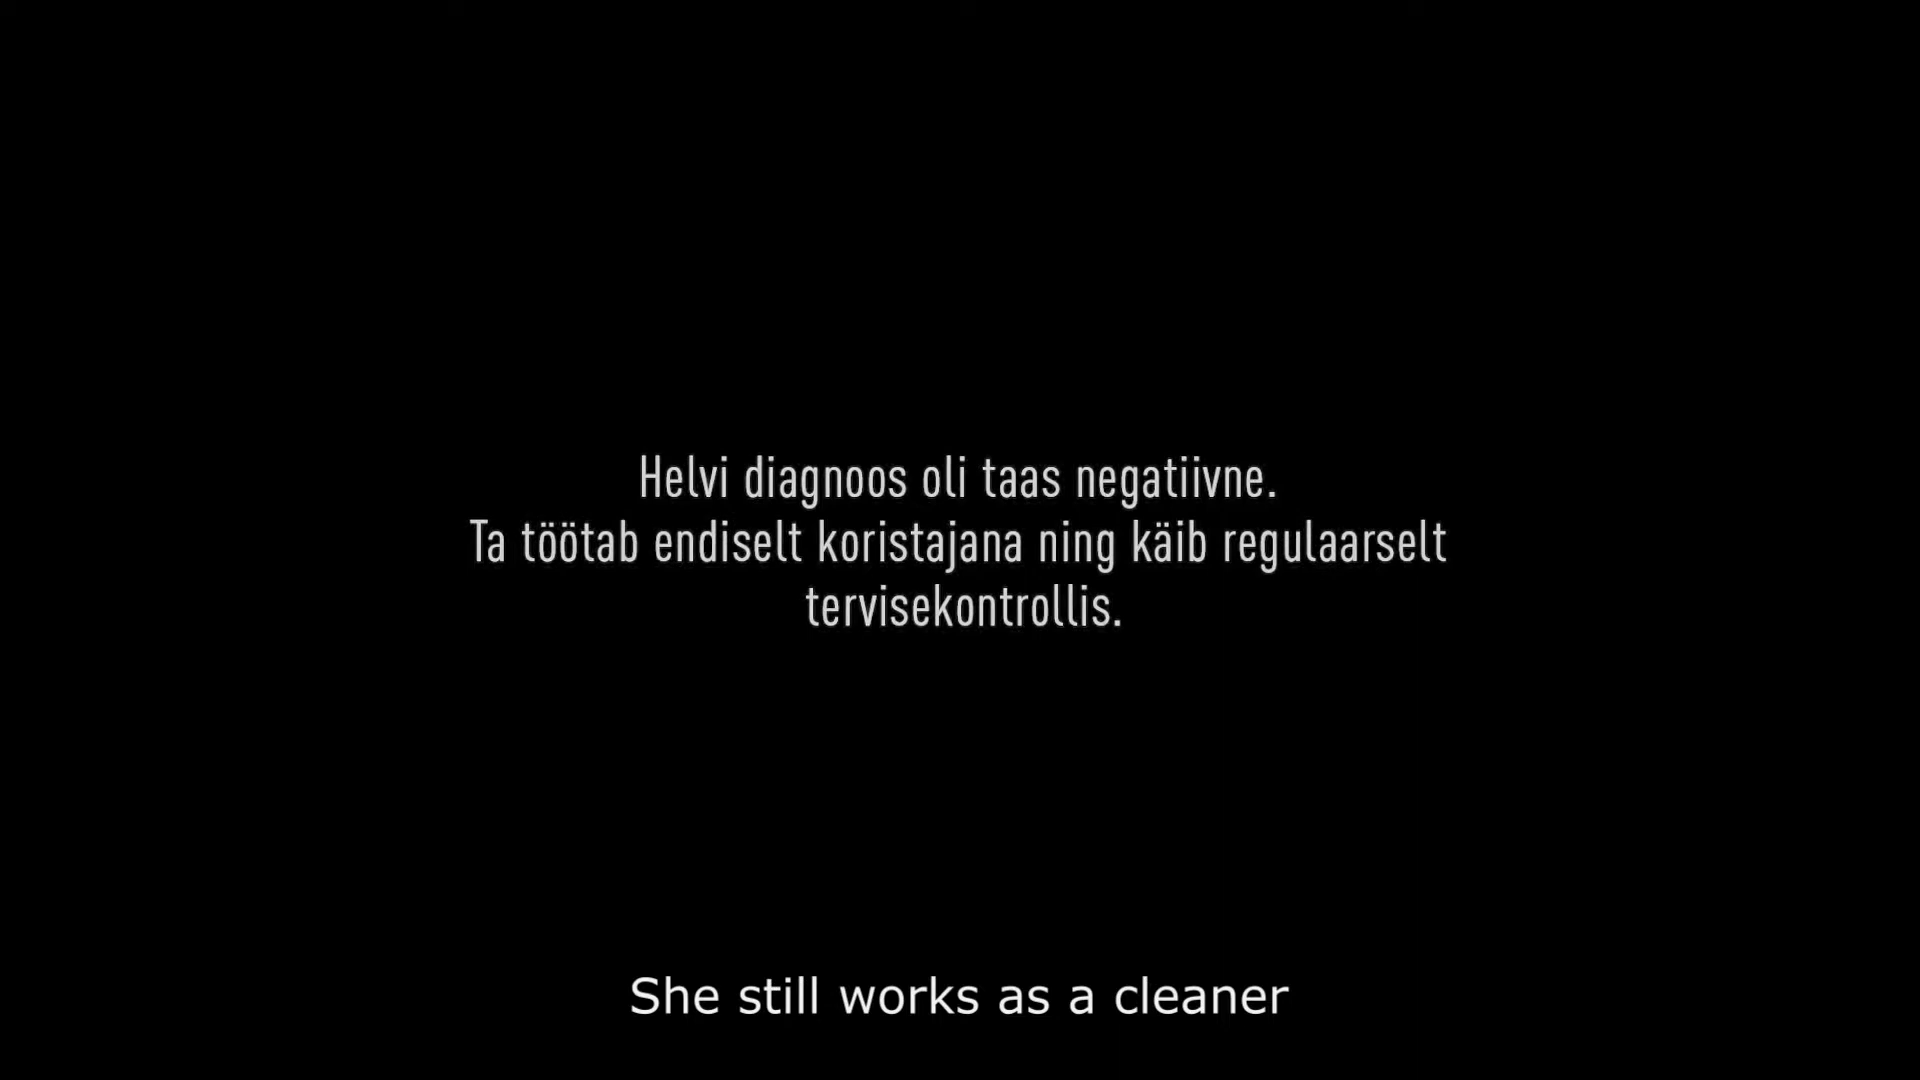 Helvi diagnoos oli taas negatiivne.
Ta töötab endiselt koristajana ning käib regulaarselt
tervisekontrollis.
She still works as a cleaner